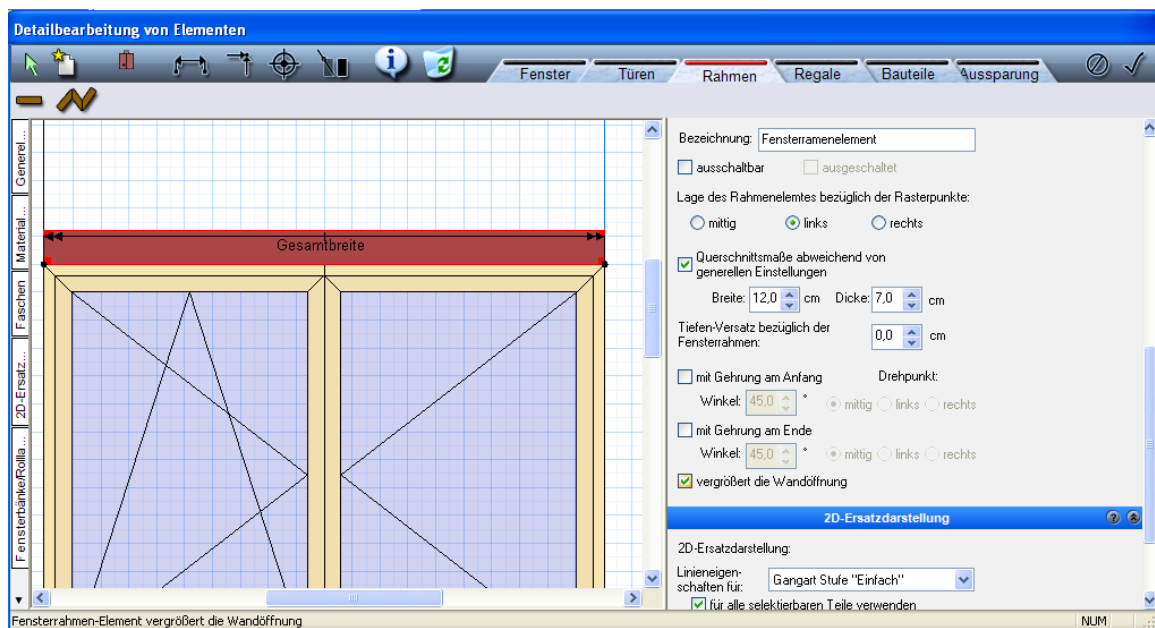 Detailbearbeitung von Elementen
Fenster Türen Rahmen Regale Bauteile Aussparung
Generel...
Material...
Faschen
2D-Ersatz...
Fensterbänke/Rollla...
Gesamtbreite
Bezeichnung: Fensterramenelement
ausschaltbar ausgeschaltet
Lage des Rahmenelemtes bezüglich der Rasterpunkte:
mittig links rechts
Querschnittsmaße abweichend von
generellen Einstellungen
Breite: 12,0 cm Dicke: 7,0 cm
Tiefen-Versatz bezüglich der
Fensterrahmen: 0,0 cm
mit Gehrung am Anfang Drehpunkt:
Winkel: 45,0 ° mittig links rechts
mit Gehrung am Ende
Winkel: 45,0 ° mittig links rechts
vergrößert die Wandöffnung
2D-Ersatzdarstellung
2D-Ersatzdarstellung:
Linieneigen-
schaften für: Gangart Stufe "Einfach"
für alle selektierbaren Teile verwenden
Fensterrahmen-Element vergrößert die Wandöffnung NUM